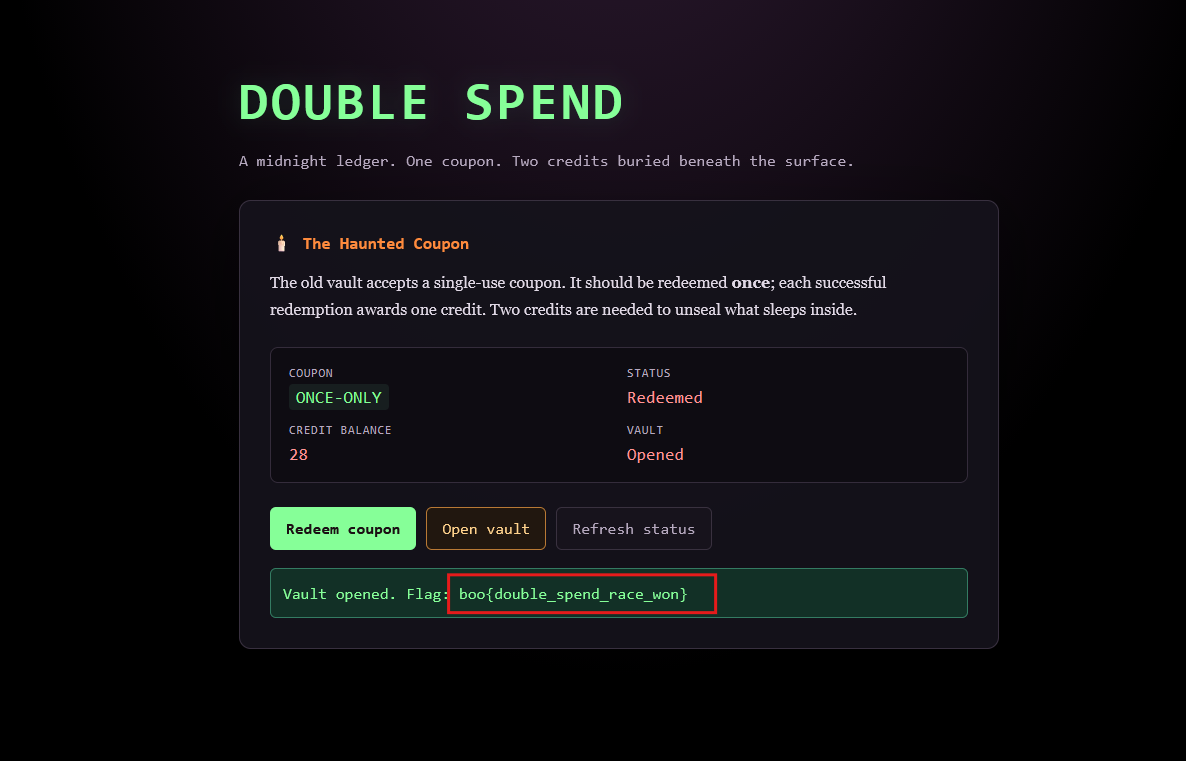 DOUBLE SPEND
A midnight ledger. One coupon. Two credits buried beneath the surface.
The Haunted Coupon
The old vault accepts a single-use coupon. It should be redeemed once; each successful
redemption awards one credit. Two credits are needed to unseal what sleeps inside.
COUPON
ONCE-ONLY
STATUS
Redeemed
CREDIT BALANCE
28
VAULT
Opened
Redeem coupon
Open vault
Refresh status
Vault opened. Flag: boo{double_spend_race_won}